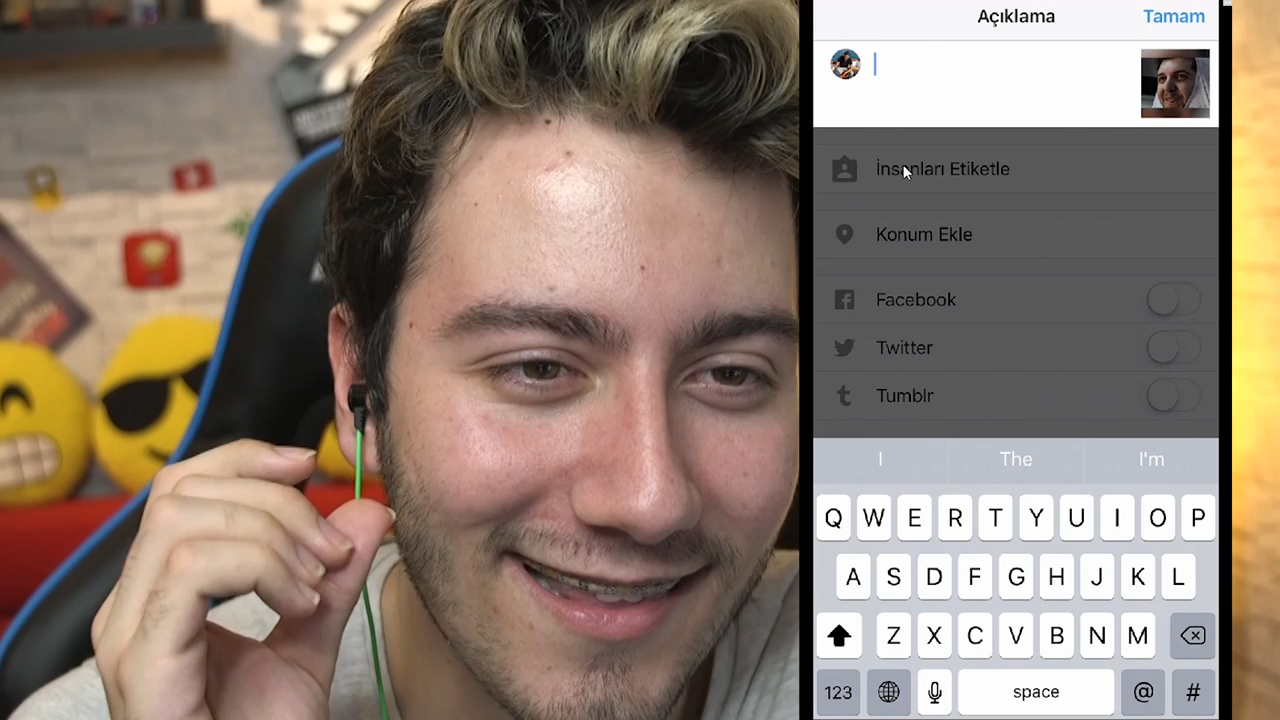 Açıklama
Tamam
İnsanları Etiketle
Konum Ekle
Facebook
Twitter
Tumblr
I The I'm
Q W E R T Y U I O P
A S D F G H J K L
Z X C V B N M
123 space @ #